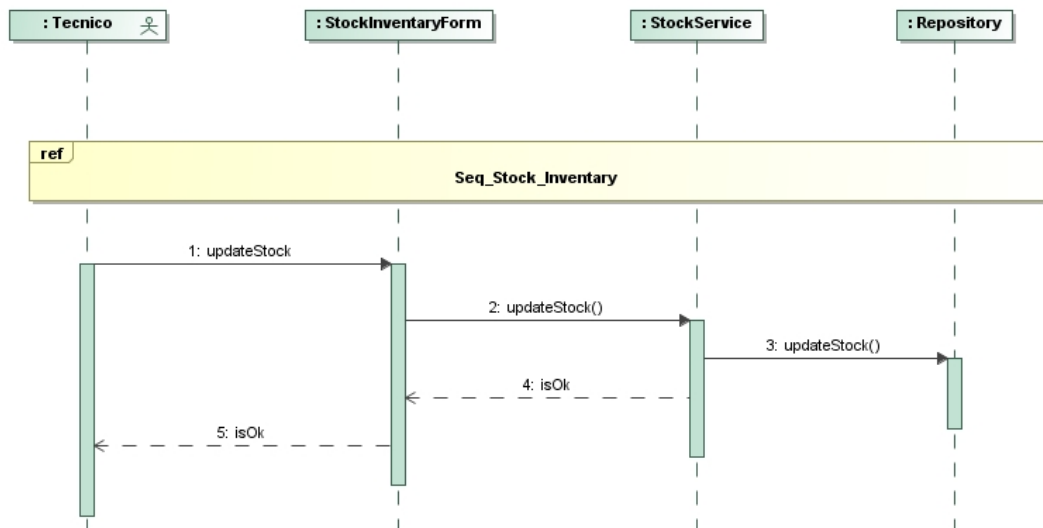 : Tecnico
: StockInventaryForm
: StockService
: Repository
ref
Seq_Stock_Inventary
1: updateStock
2: updateStock()
3: updateStock()
4: isOk
5: isOk